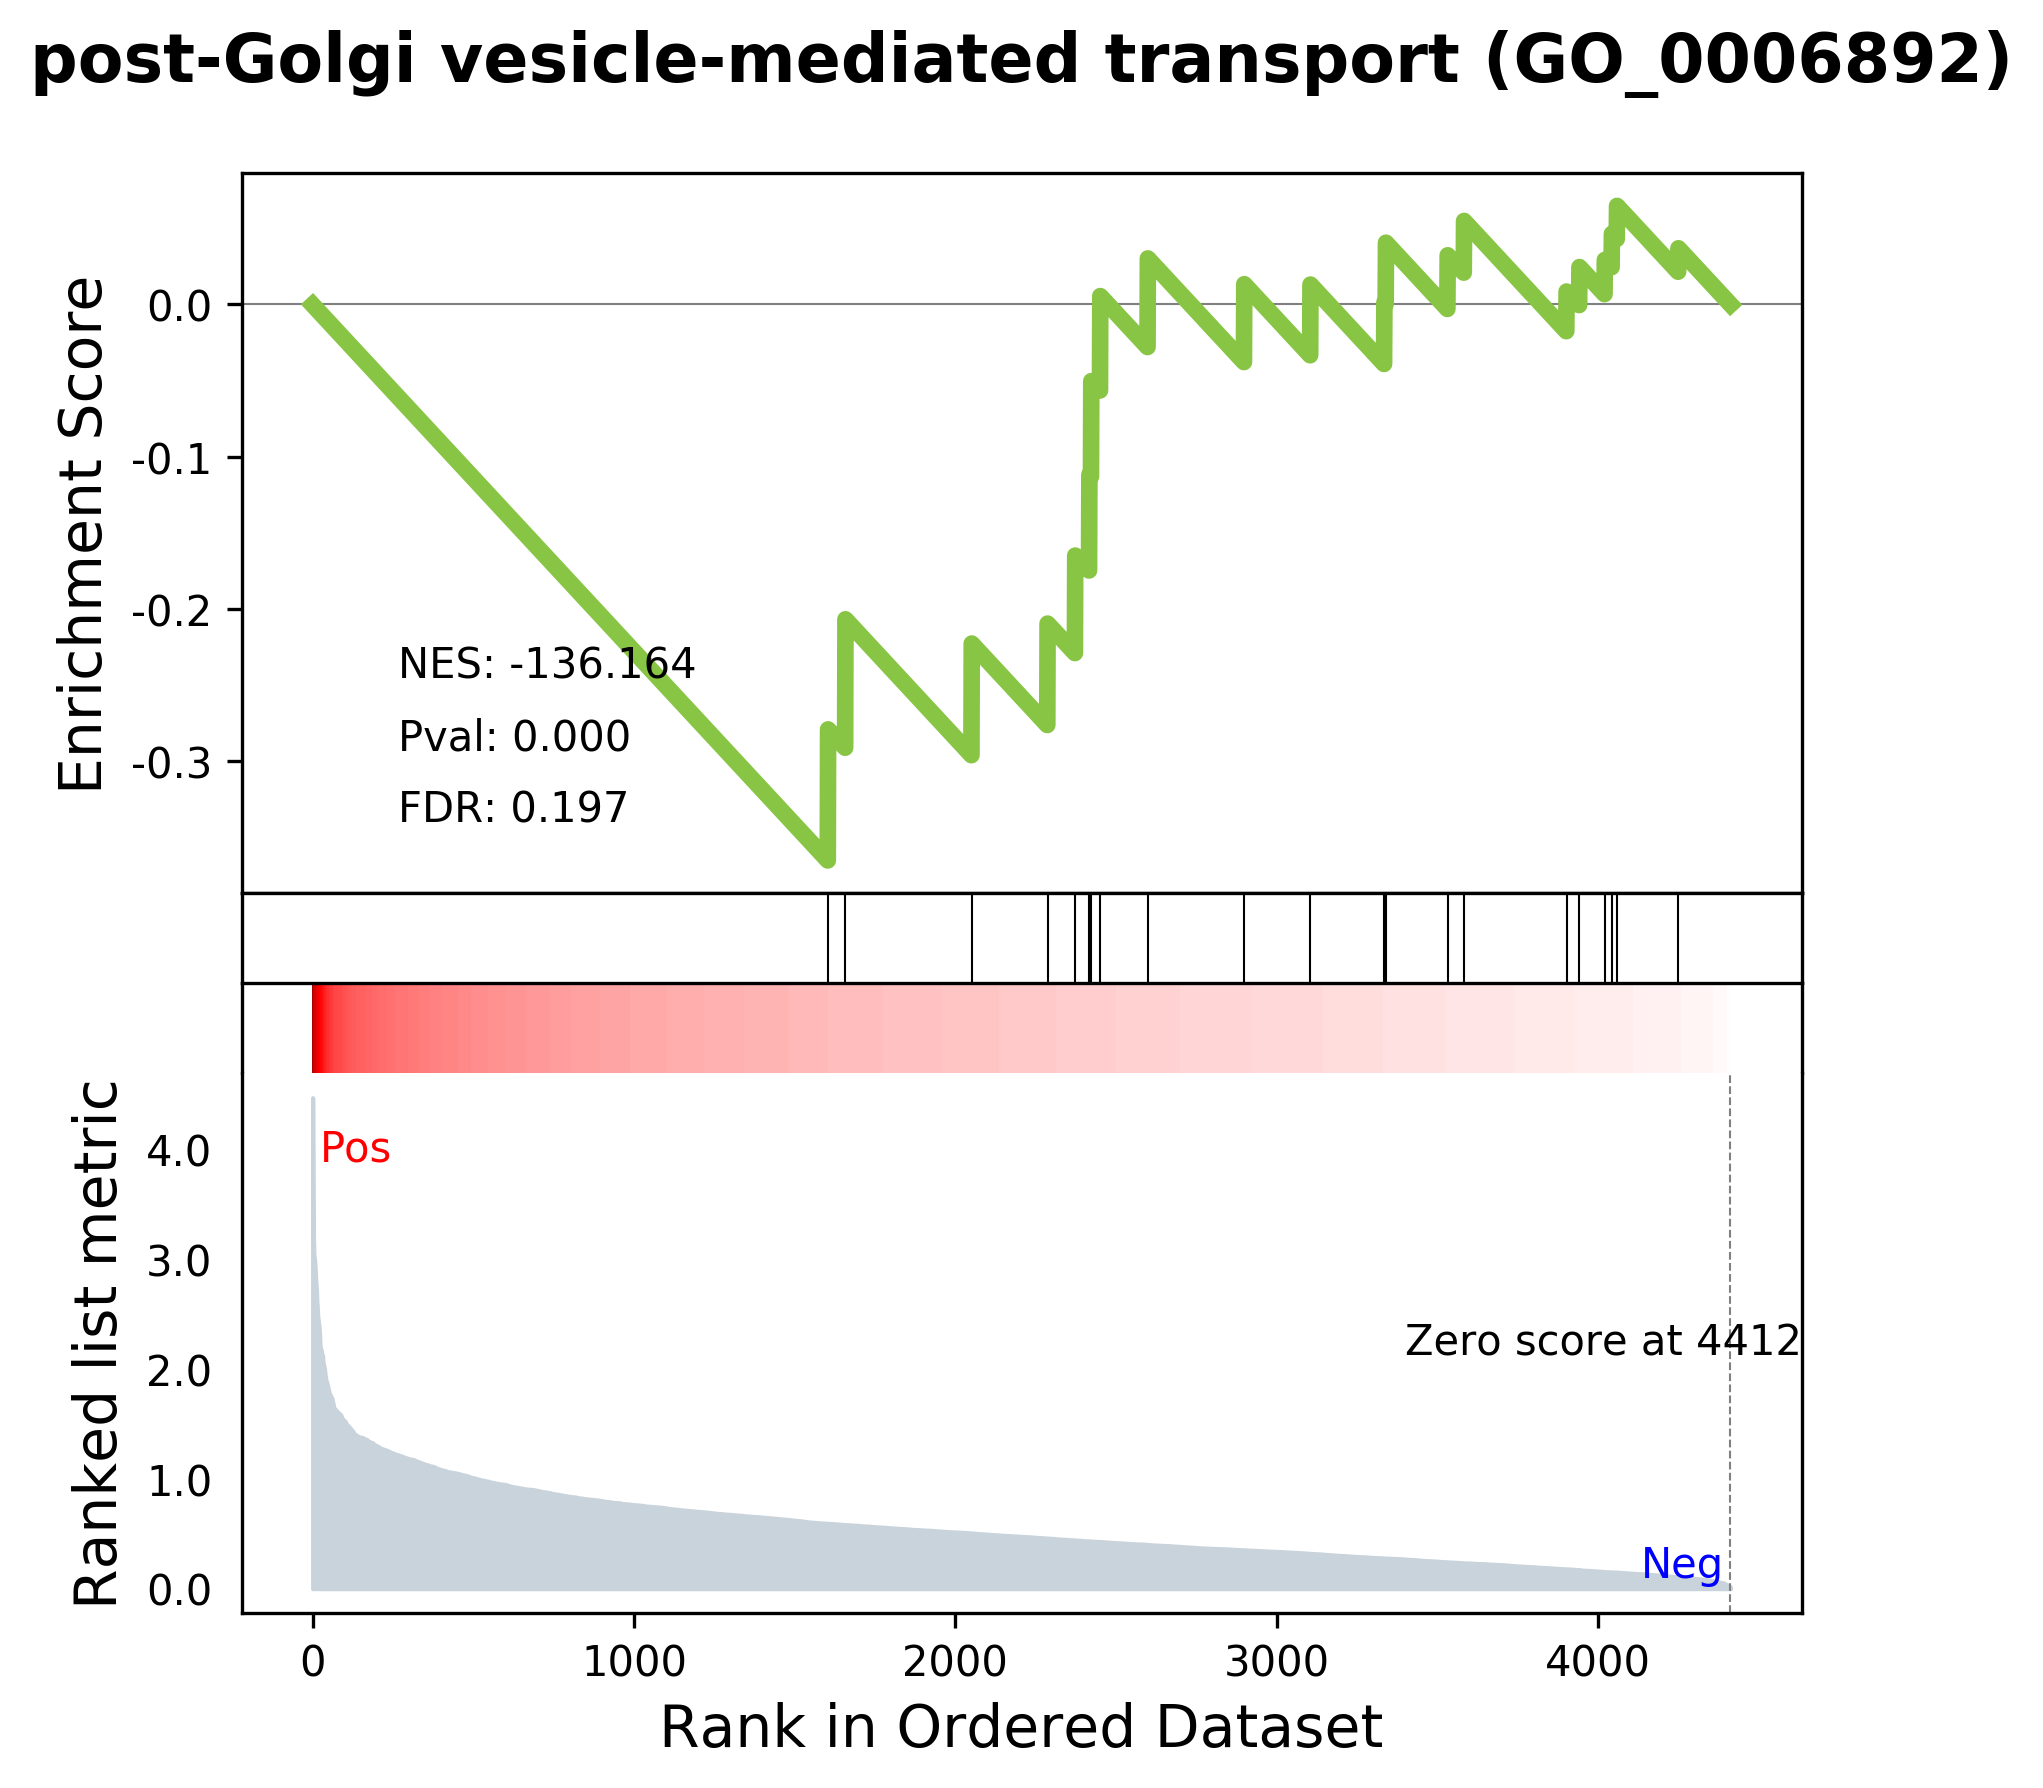 post-Golgi vesicle-mediated transport (GO_0006892)
Enrichment Score
0.0
-0.1
-0.2
-0.3
NES: -136.164
Pval: 0.000
FDR: 0.197
Ranked list metric
4.0
3.0
2.0
1.0
0.0
Pos
Zero score at 4412
Neg
0 1000 2000 3000 4000
Rank in Ordered Dataset